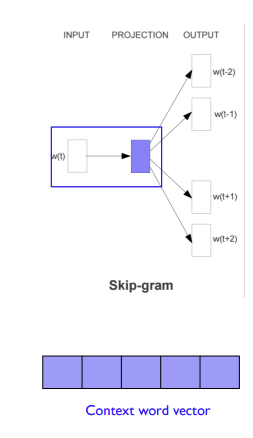 INPUT PROJECTION OUTPUT
w(t-2)
w(t-1)
w(t)
w(t+1)
w(t+2)
Skip-gram
Context word vector